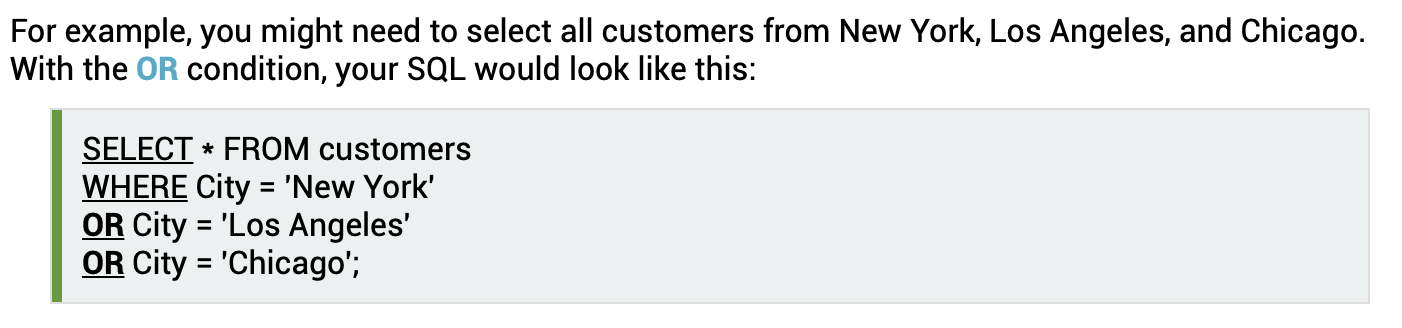 For example, you might need to select all customers from New York, Los Angeles, and Chicago.
With the OR condition, your SQL would look like this:
SELECT * FROM customers
WHERE City = 'New York'
OR City = 'Los Angeles'
OR City = 'Chicago';